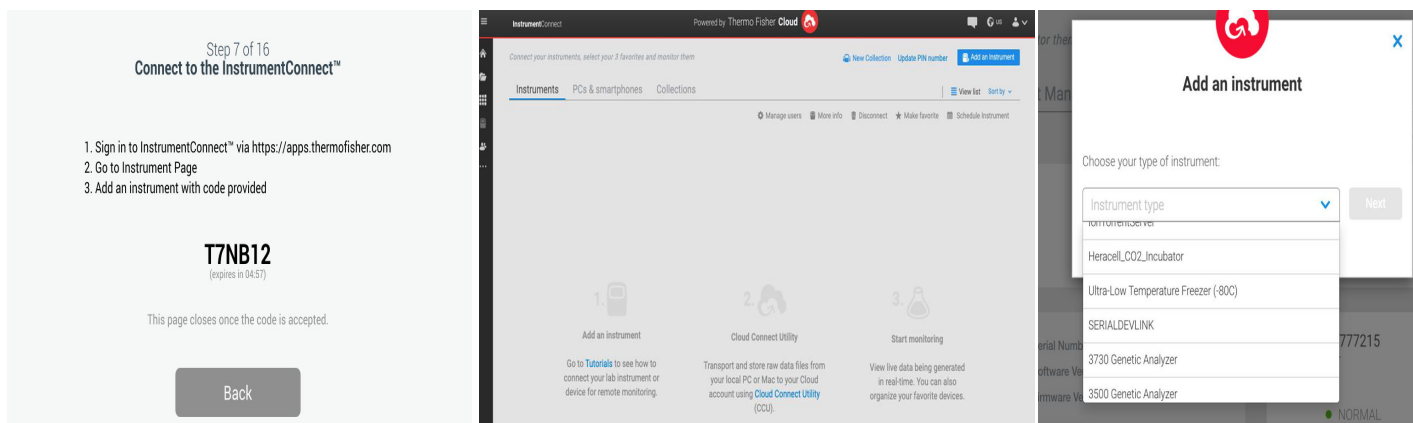 Step 7 of 16
Connect to the InstrumentConnect™
1. Sign in to InstrumentConnect™ via https://apps.thermofisher.com
2. Go to Instrument Page
3. Add an instrument with code provided
T7NB12
(expires in 04:57)
This page closes once the code is accepted.
Back
InstrumentConnect
Powered by Thermo Fisher Cloud
US
Connect your instruments, select your 3 favorites and monitor them
New Collection
Update PIN number
Add an Instrument
Instruments
PCs & smartphones
Collections
View list
Sort by
Manage users
More info
Disconnect
Make favorite
Schedule Instrument
1.
Add an instrument
Go to Tutorials to see how to
connect your lab instrument or
device for remote monitoring.
2.
Cloud Connect Utility
Transport and store raw data files from
your local PC or Mac to your Cloud
account using Cloud Connect Utility
(CCU).
3.
Start monitoring
View live data being generated
in real-time. You can also
organize your favorite devices.
Add an instrument
Choose your type of instrument:
Instrument type
Next
IonTorrentServer
Heracell_CO2_Incubator
Ultra-Low Temperature Freezer (-80C)
SERIALDEVLINK
3730 Genetic Analyzer
3500 Genetic Analyzer
777215
NORMAL